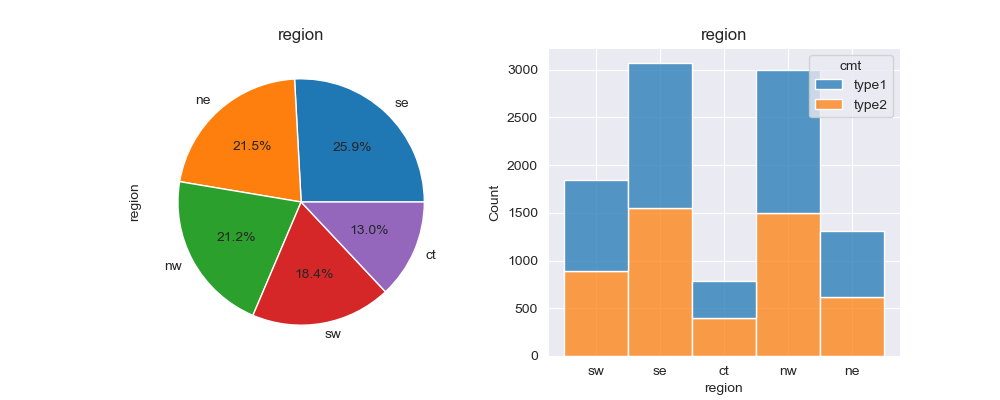 region
ne
se
21.5%
25.9%
region
21.2%
13.0%
nw
18.4%
ct
sw
region
3000
2500
2000
1500
1000
500
0
Count
cmt
type1
type2
sw
se
ct
nw
ne
region